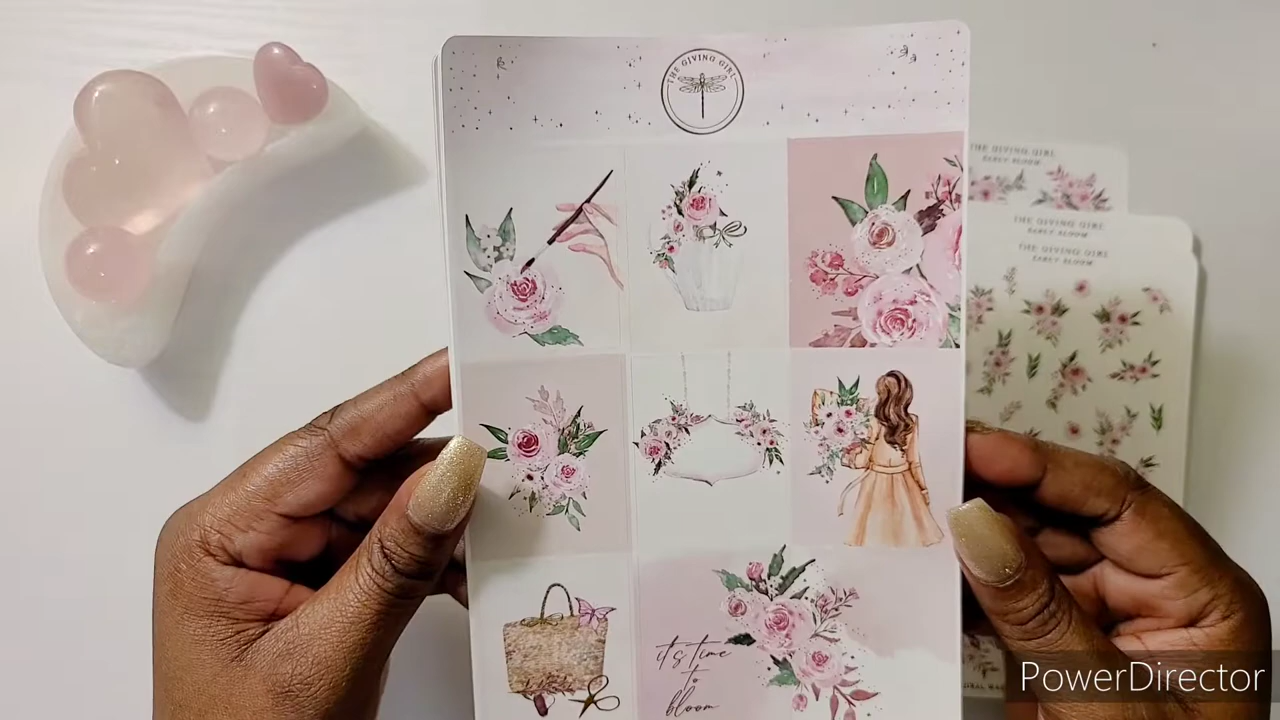 THE GIVING GIRL
it's time
to
bloom
THE GIVING GIRL
EARLY BLOOM
THE GIVING GIRL
EARLY BLOOM
THE GIVING GIRL
EARLY BLOOM
PowerDirector